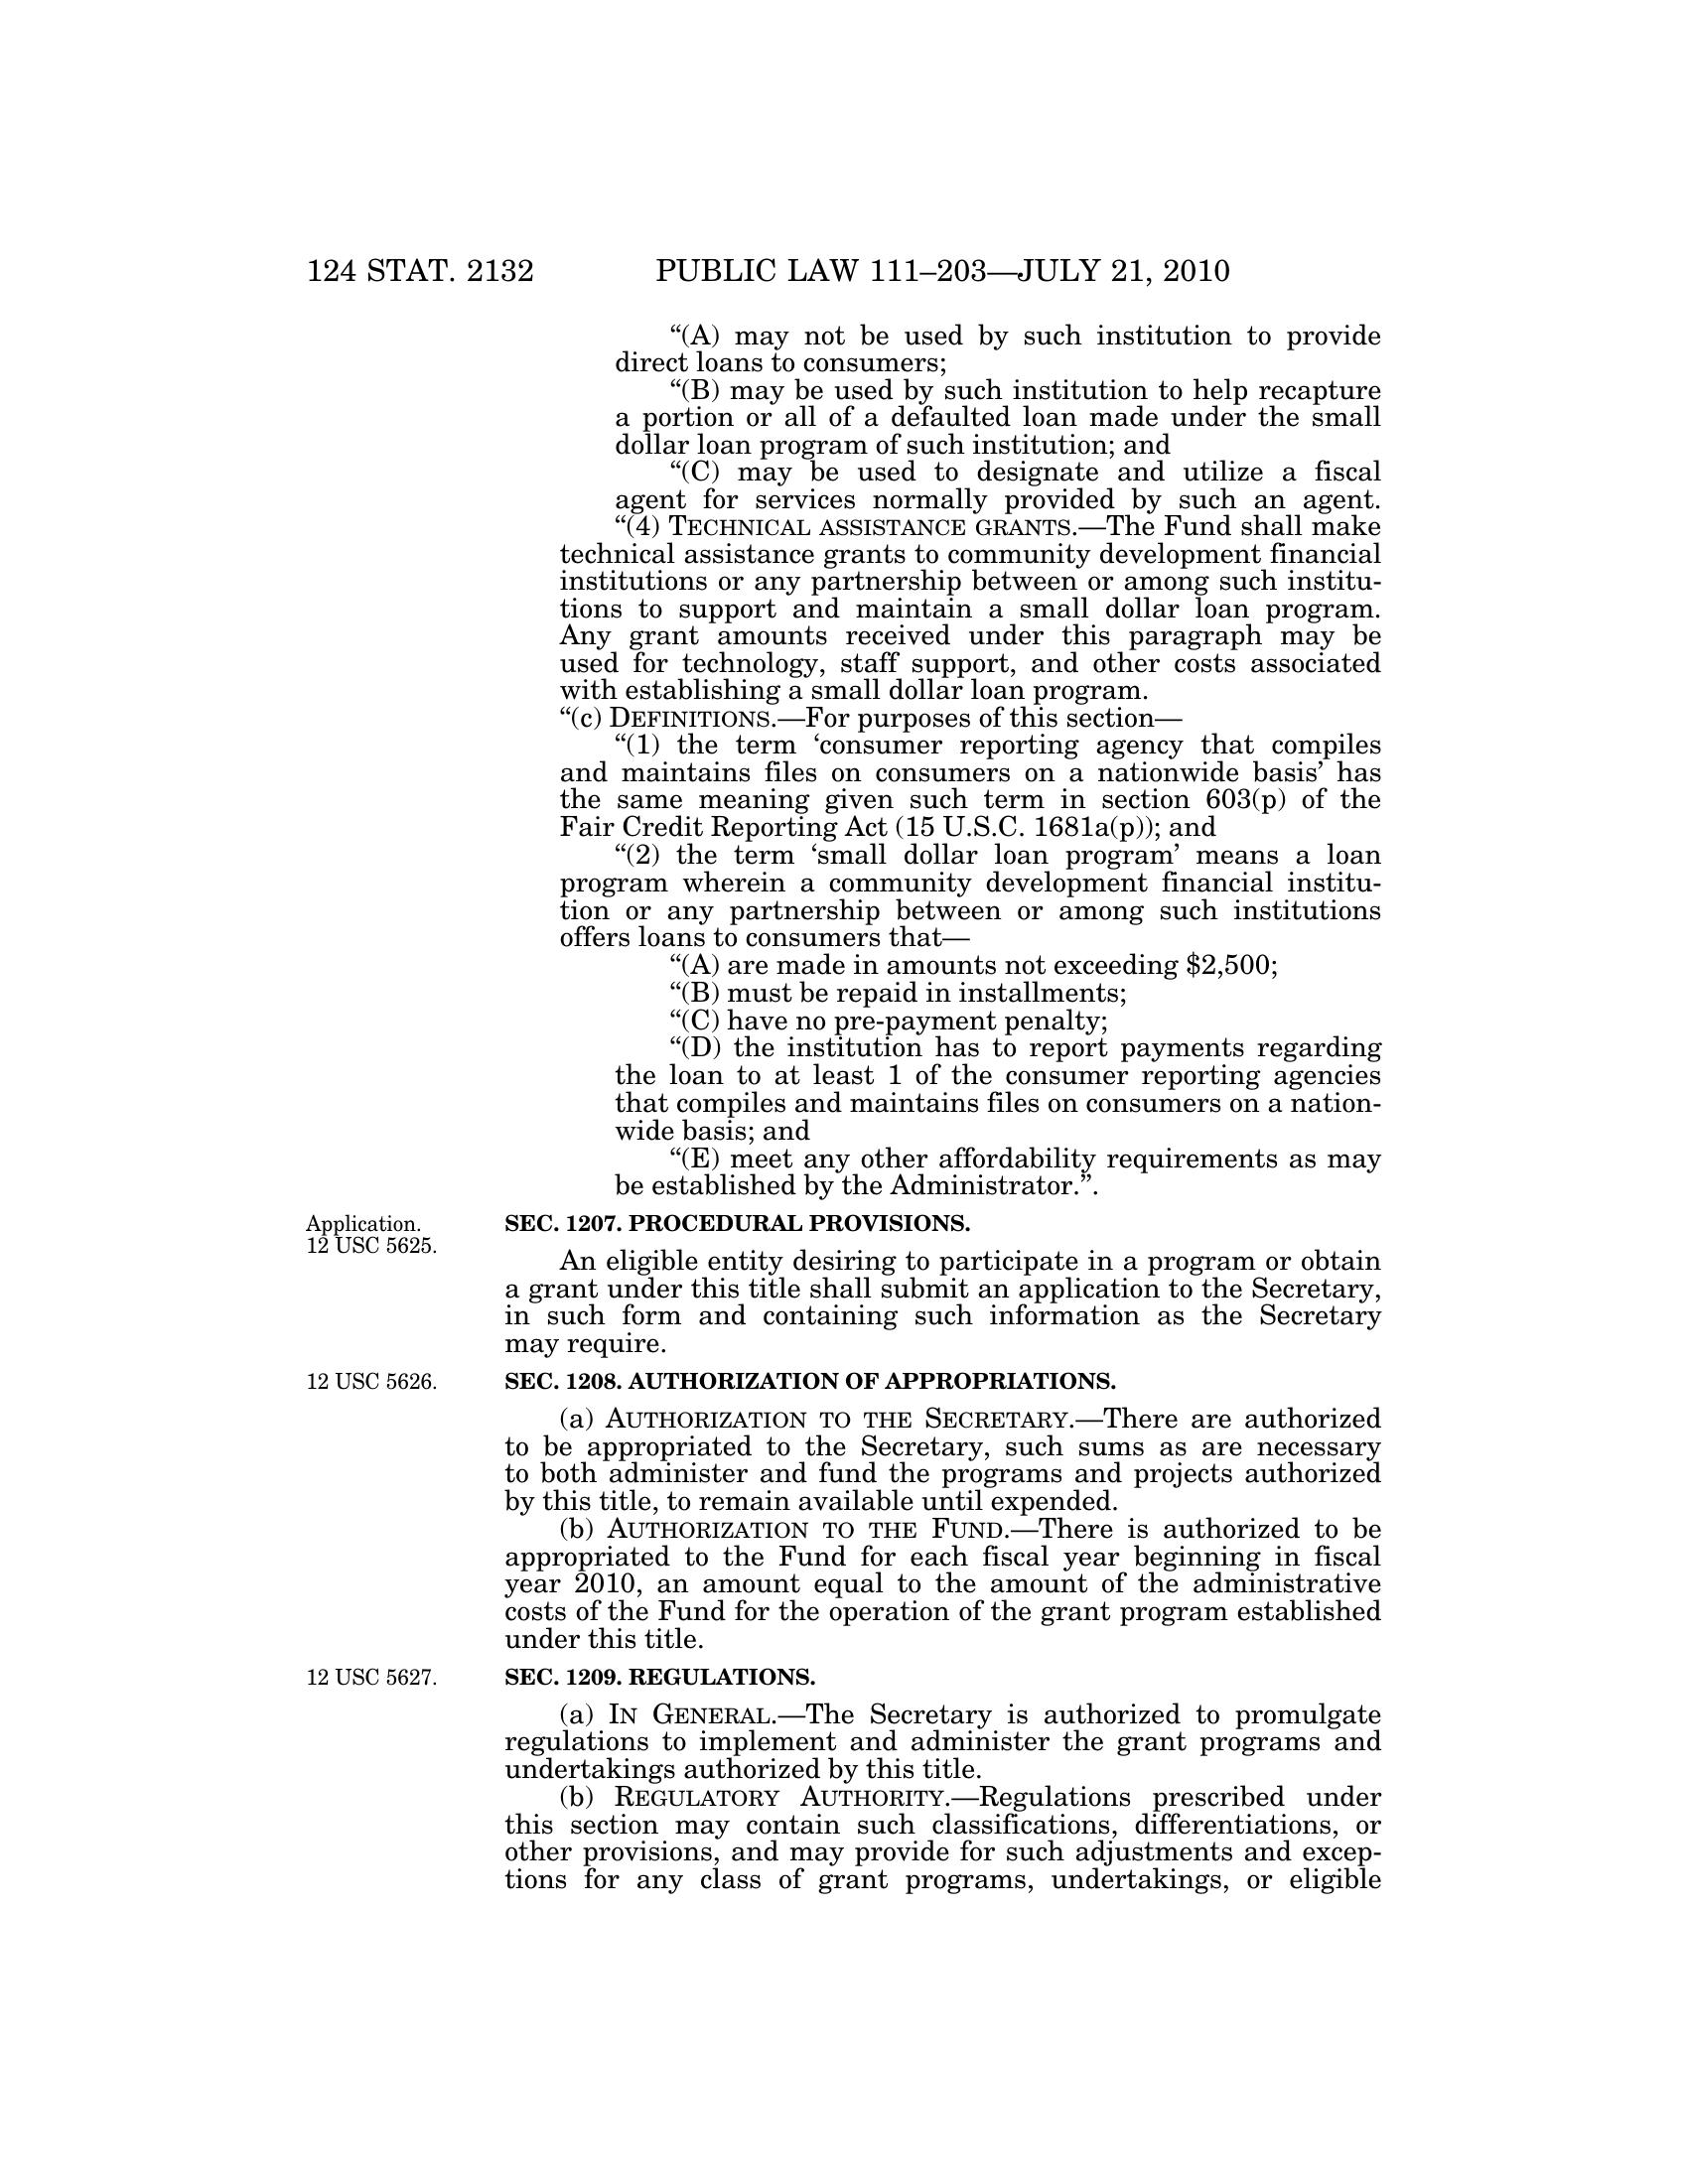 124 STAT. 2132 PUBLIC LAW 111–203—JULY 21, 2010
“(A) may not be used by such institution to provide
direct loans to consumers;
“(B) may be used by such institution to help recapture
a portion or all of a defaulted loan made under the small
dollar loan program of such institution; and
“(C) may be used to designate and utilize a fiscal
agent for services normally provided by such an agent.
“(4) TECHNICAL ASSISTANCE GRANTS.—The Fund shall make
technical assistance grants to community development financial
institutions or any partnership between or among such institu-
tions to support and maintain a small dollar loan program.
Any grant amounts received under this paragraph may be
used for technology, staff support, and other costs associated
with establishing a small dollar loan program.
“(c) DEFINITIONS.—For purposes of this section—
“(1) the term ‘consumer reporting agency that compiles
and maintains files on consumers on a nationwide basis’ has
the same meaning given such term in section 603(p) of the
Fair Credit Reporting Act (15 U.S.C. 1681a(p)); and
“(2) the term ‘small dollar loan program’ means a loan
program wherein a community development financial institu-
tion or any partnership between or among such institutions
offers loans to consumers that—
“(A) are made in amounts not exceeding $2,500;
“(B) must be repaid in installments;
“(C) have no pre-payment penalty;
“(D) the institution has to report payments regarding
the loan to at least 1 of the consumer reporting agencies
that compiles and maintains files on consumers on a nation-
wide basis; and
“(E) meet any other affordability requirements as may
be established by the Administrator.”.
Application.
12 USC 5625.
SEC. 1207. PROCEDURAL PROVISIONS.
An eligible entity desiring to participate in a program or obtain
a grant under this title shall submit an application to the Secretary,
in such form and containing such information as the Secretary
may require.
12 USC 5626.
SEC. 1208. AUTHORIZATION OF APPROPRIATIONS.
(a) AUTHORIZATION TO THE SECRETARY.—There are authorized
to be appropriated to the Secretary, such sums as are necessary
to both administer and fund the programs and projects authorized
by this title, to remain available until expended.
(b) AUTHORIZATION TO THE FUND.—There is authorized to be
appropriated to the Fund for each fiscal year beginning in fiscal
year 2010, an amount equal to the amount of the administrative
costs of the Fund for the operation of the grant program established
under this title.
12 USC 5627.
SEC. 1209. REGULATIONS.
(a) IN GENERAL.—The Secretary is authorized to promulgate
regulations to implement and administer the grant programs and
undertakings authorized by this title.
(b) REGULATORY AUTHORITY.—Regulations prescribed under
this section may contain such classifications, differentiations, or
other provisions, and may provide for such adjustments and excep-
tions for any class of grant programs, undertakings, or eligible